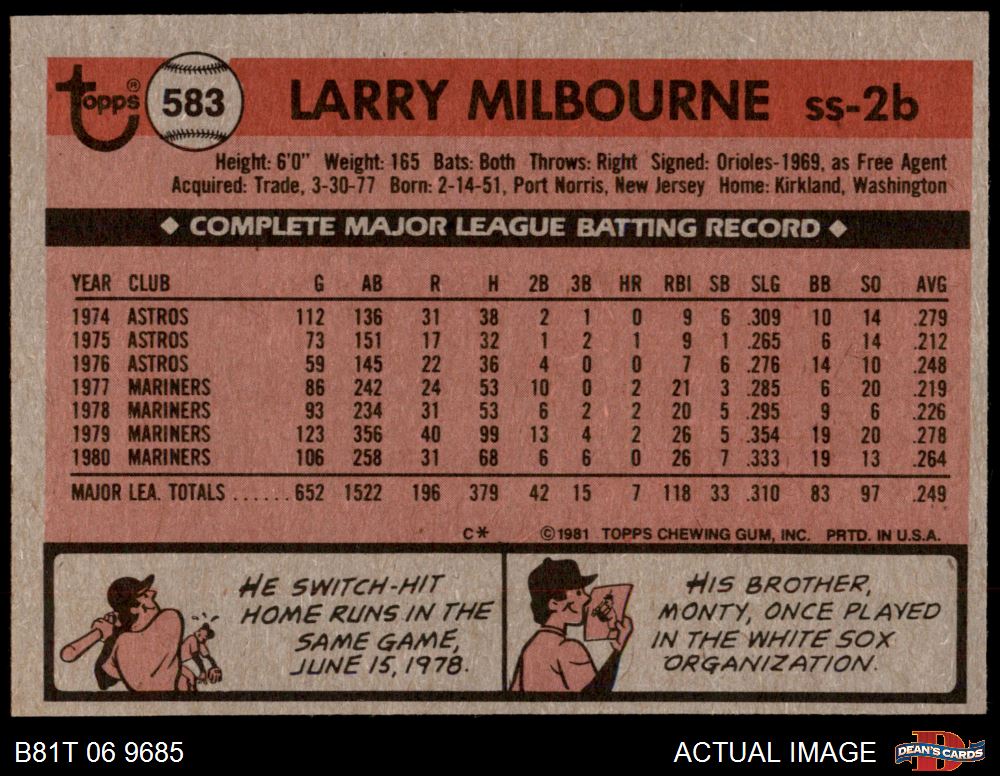 topps® 583 LARRY MILBOURNE ss-2b
Height: 6'0" Weight: 165 Bats: Both Throws: Right Signed: Orioles-1969, as Free Agent
Acquired: Trade, 3-30-77 Born: 2-14-51, Port Norris, New Jersey Home: Kirkland, Washington
◆ COMPLETE MAJOR LEAGUE BATTING RECORD ◆
YEAR CLUB G AB R H 2B 3B HR RBI SB SLG BB SO AVG
1974 ASTROS 112 136 31 38 2 1 0 9 6 .309 10 14 .279
1975 ASTROS 73 151 17 32 1 2 1 9 1 .265 6 14 .212
1976 ASTROS 59 145 22 36 4 0 0 7 6 .276 14 10 .248
1977 MARINERS 86 242 24 53 10 0 2 21 3 .285 6 20 .219
1978 MARINERS 93 234 31 53 6 2 2 20 5 .295 9 6 .226
1979 MARINERS 123 356 40 99 13 4 2 26 5 .354 19 20 .278
1980 MARINERS 106 258 31 68 6 6 0 26 7 .333 19 13 .264
MAJOR LEA. TOTALS ...... 652 1522 196 379 42 15 7 118 33 .310 83 97 .249
C* ©1981 TOPPS CHEWING GUM, INC. PRTD. IN U.S.A.
HE SWITCH-HIT
HOME RUNS IN THE
SAME GAME,
JUNE 15, 1978.
HIS BROTHER,
MONTY, ONCE PLAYED
IN THE WHITE SOX
ORGANIZATION.
B81T 06 9685 ACTUAL IMAGE D DEAN'S CARDS